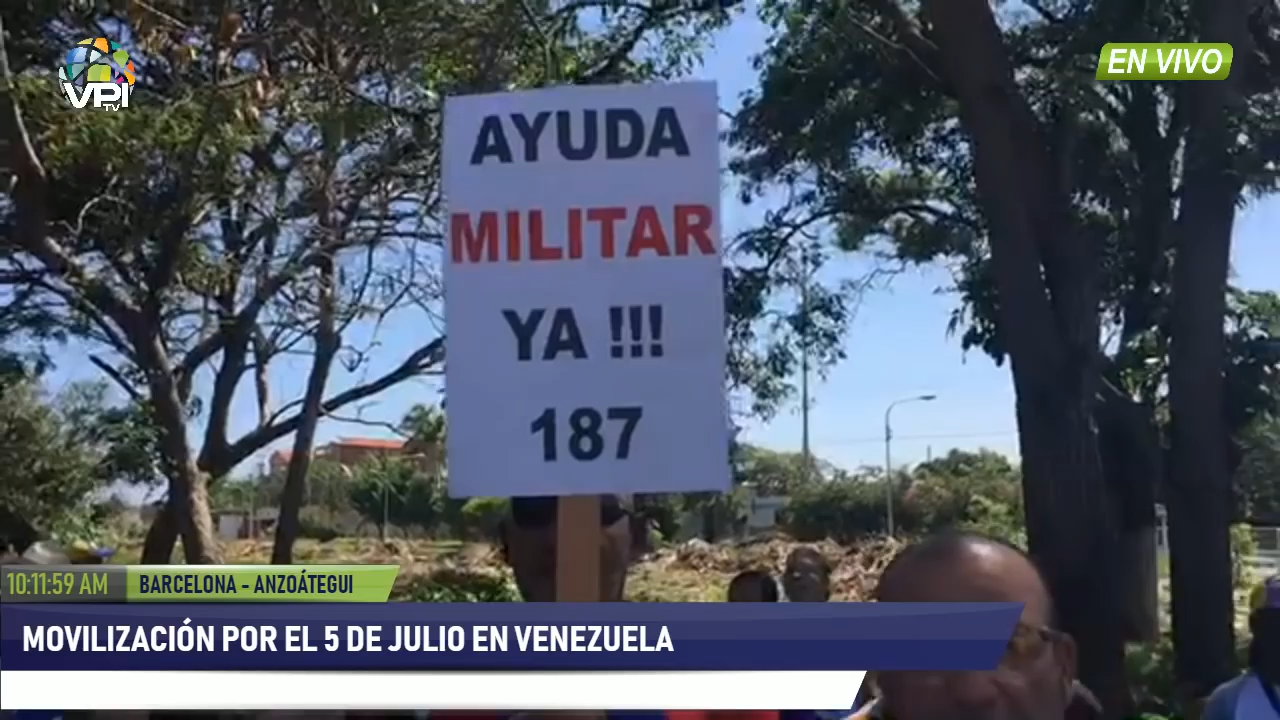 VPI
TV
EN VIVO
AYUDA
MILITAR
YA !!!
187
10:11:59 AM
BARCELONA - ANZOÁTEGUI
MOVILIZACIÓN POR EL 5 DE JULIO EN VENEZUELA